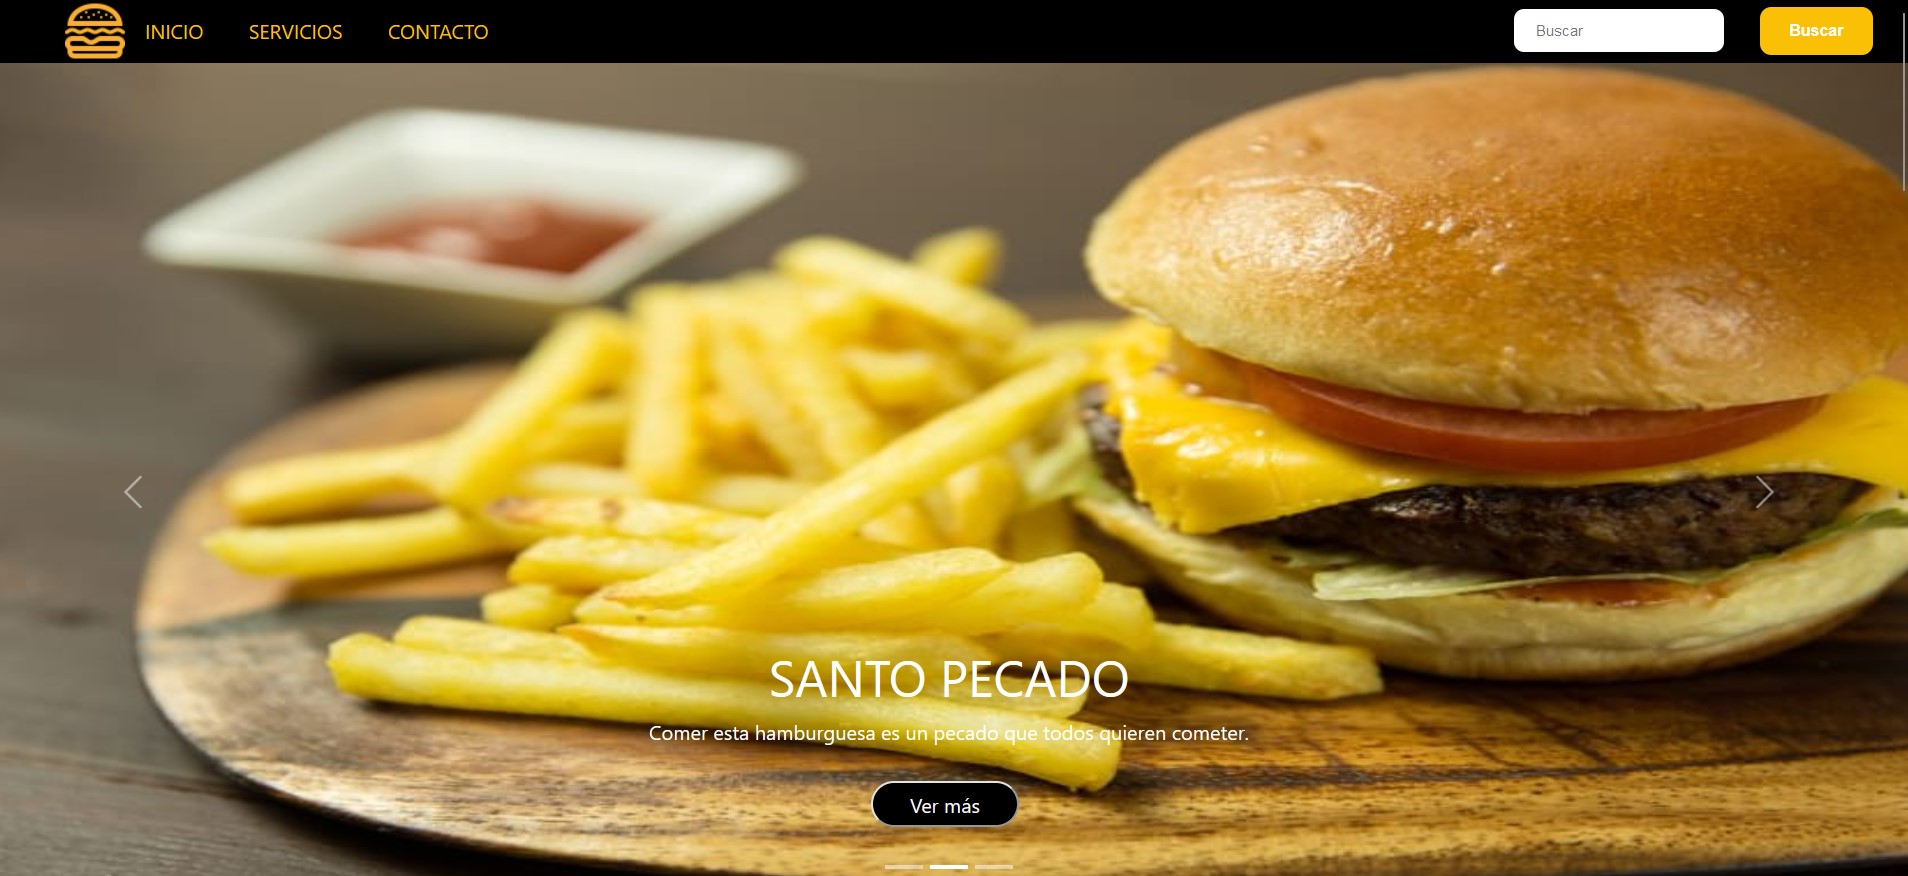 INICIO SERVICIOS CONTACTO Buscar Buscar
SANTO PECADO
Comer esta hamburguesa es un pecado que todos quieren cometer.
Ver más